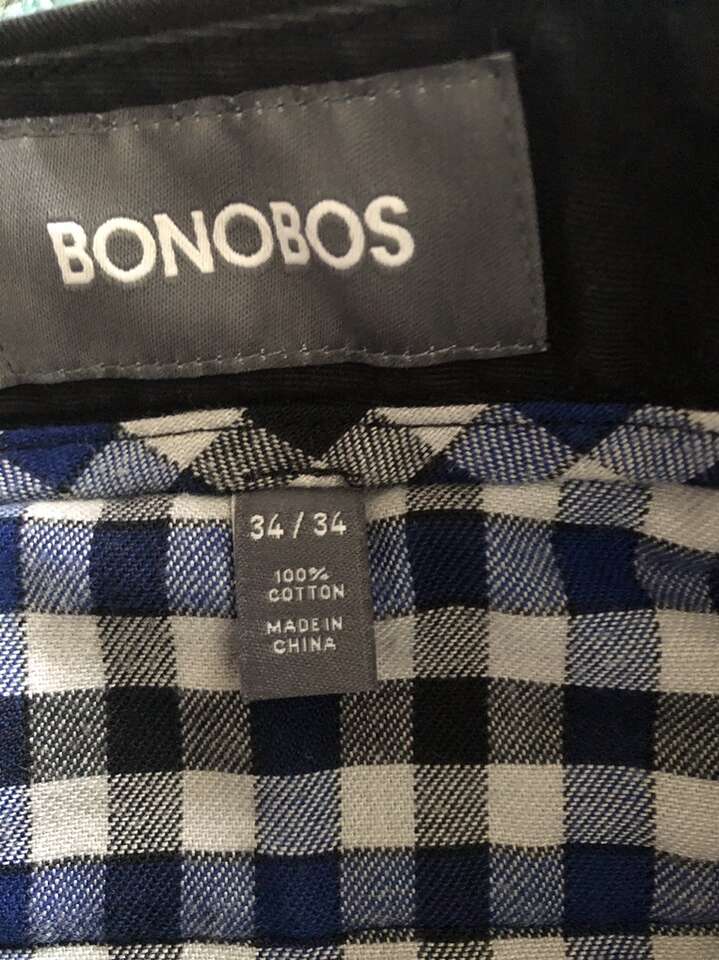 BONOBOS
34 / 34
100%
COTTON
MADE IN
CHINA